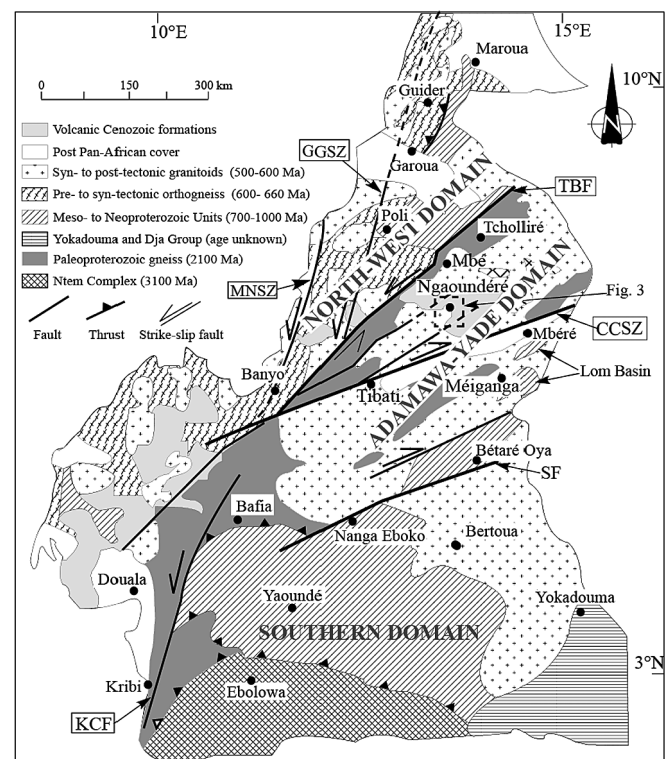 10°E
15°E
0 150 300 km
10°N
N
Maroua
Guider
GGSZ
Garoua
Volcanic Cenozoic formations
Post Pan-African cover
Syn- to post-tectonic granitoids (500-600 Ma)
Pre- to syn-tectonic orthogneiss (600- 660 Ma)
Meso- to Neoproterozoic Units (700-1000 Ma)
Yokadouma and Dja Group (age unknown)
Paleoproterozoic gneiss (2100 Ma)
Ntem Complex (3100 Ma)
Fault
Thrust
Strike-slip fault
TBF
Poli
Tcholliré
NORTH-WEST DOMAIN
Mbé
Ngaoundéré
MNSZ
Fig. 3
CCSZ
Mbéré
ADAMAWA-YADE DOMAIN
Lom Basin
Banyo
Tibati
Méiganga
Bétaré Oya
SF
Bafia
Nanga Eboko
Bertoua
Douala
Yaoundé
Yokadouma
SOUTHERN DOMAIN
3°N
Kribi
Ebolowa
KCF